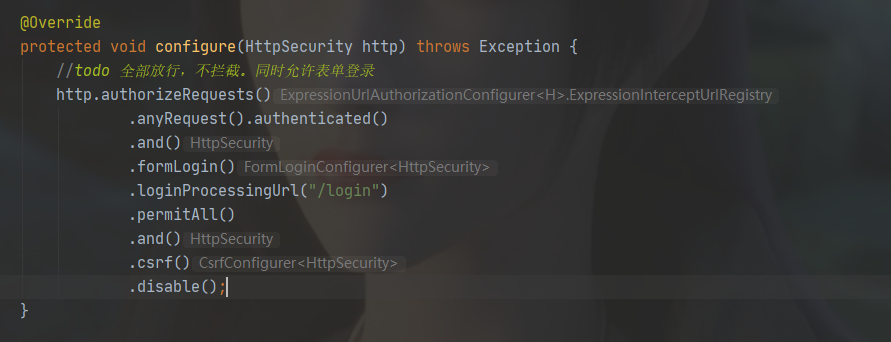 @Override
protected void configure(HttpSecurity http) throws Exception {
//todo 全部放行，不拦截。同时允许表单登录
http.authorizeRequests() ExpressionUrlAuthorizationConfigurer<H>.ExpressionInterceptUrlRegistry
.anyRequest().authenticated()
.and() HttpSecurity
.formLogin() FormLoginConfigurer<HttpSecurity>
.loginProcessingUrl("/login")
.permitAll()
.and() HttpSecurity
.csrf() CsrfConfigurer<HttpSecurity>
.disable();
}